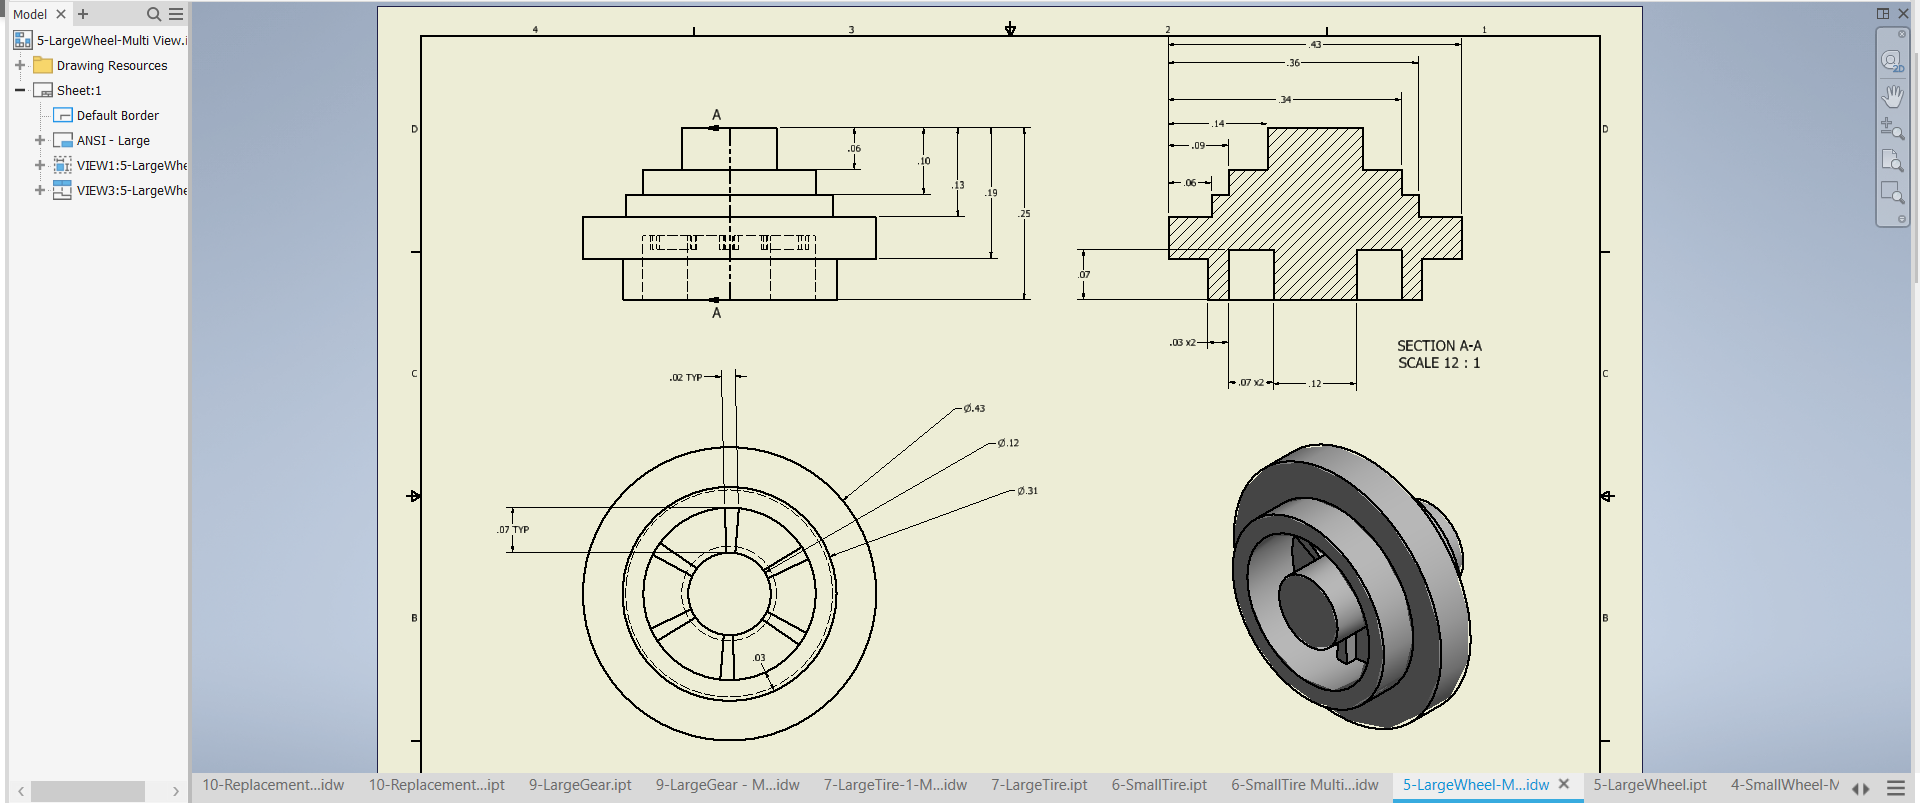 Model
5-LargeWheel-Multi View.i
Drawing Resources
Sheet:1
Default Border
ANSI - Large
VIEW1:5-LargeWhe
VIEW3:5-LargeWhe
4
3
2
1
.43
.36
.34
.14
.09
.06
D
D
A
.06
.10
.13
.19
.25
A
.07
.03 x2
.07 x2
.12
SECTION A-A
SCALE 12 : 1
C
C
.02 TYP
Ø.43
Ø.12
Ø.31
.07 TYP
.03
B
B
2D
10-Replacement...idw
10-Replacement...ipt
9-LargeGear.ipt
9-LargeGear - M...idw
7-LargeTire-1-M...idw
7-LargeTire.ipt
6-SmallTire.ipt
6-SmallTire Multi...idw
5-LargeWheel-M...idw
5-LargeWheel.ipt
4-SmallWheel-M